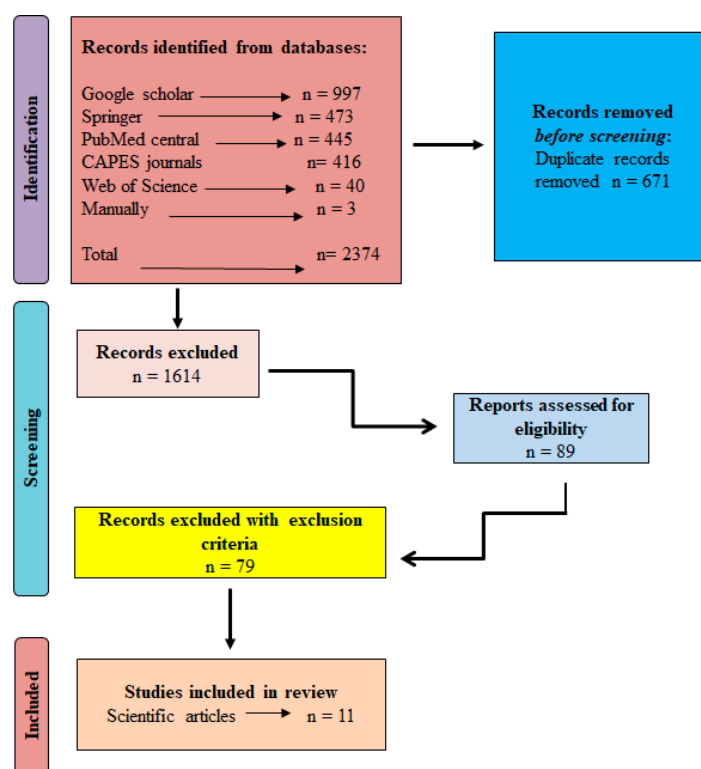 Identification
Records identified from databases:
Google scholar n = 997
Springer n = 473
PubMed central n = 445
CAPES journals n= 416
Web of Science n = 40
Manually n = 3
Total n= 2374
Records removed
before screening:
Duplicate records
removed n = 671
Screening
Records excluded
n = 1614
Reports assessed for
eligibility
n = 89
Records excluded with exclusion
criteria
n = 79
Included
Studies included in review
Scientific articles n = 11